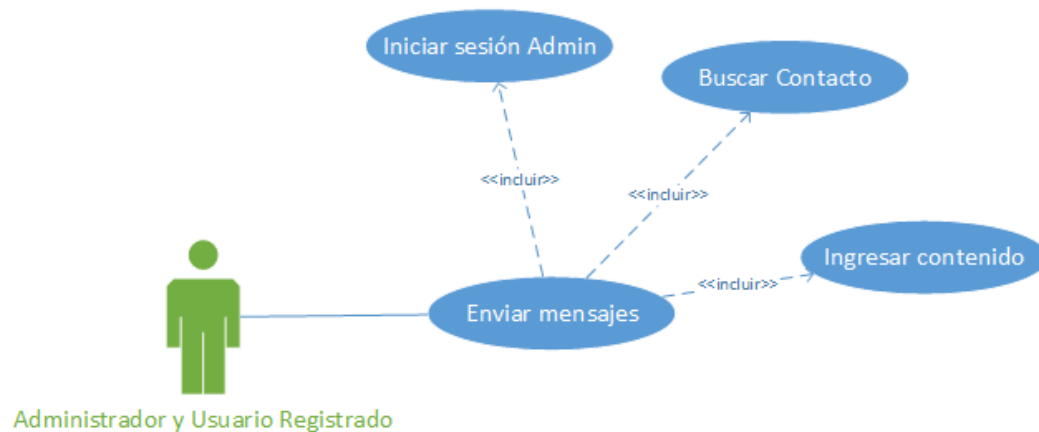 Iniciar sesión Admin
Buscar Contacto
<<incluir>>
<<incluir>>
Ingresar contenido
<<incluir>>
Enviar mensajes
Administrador y Usuario Registrado